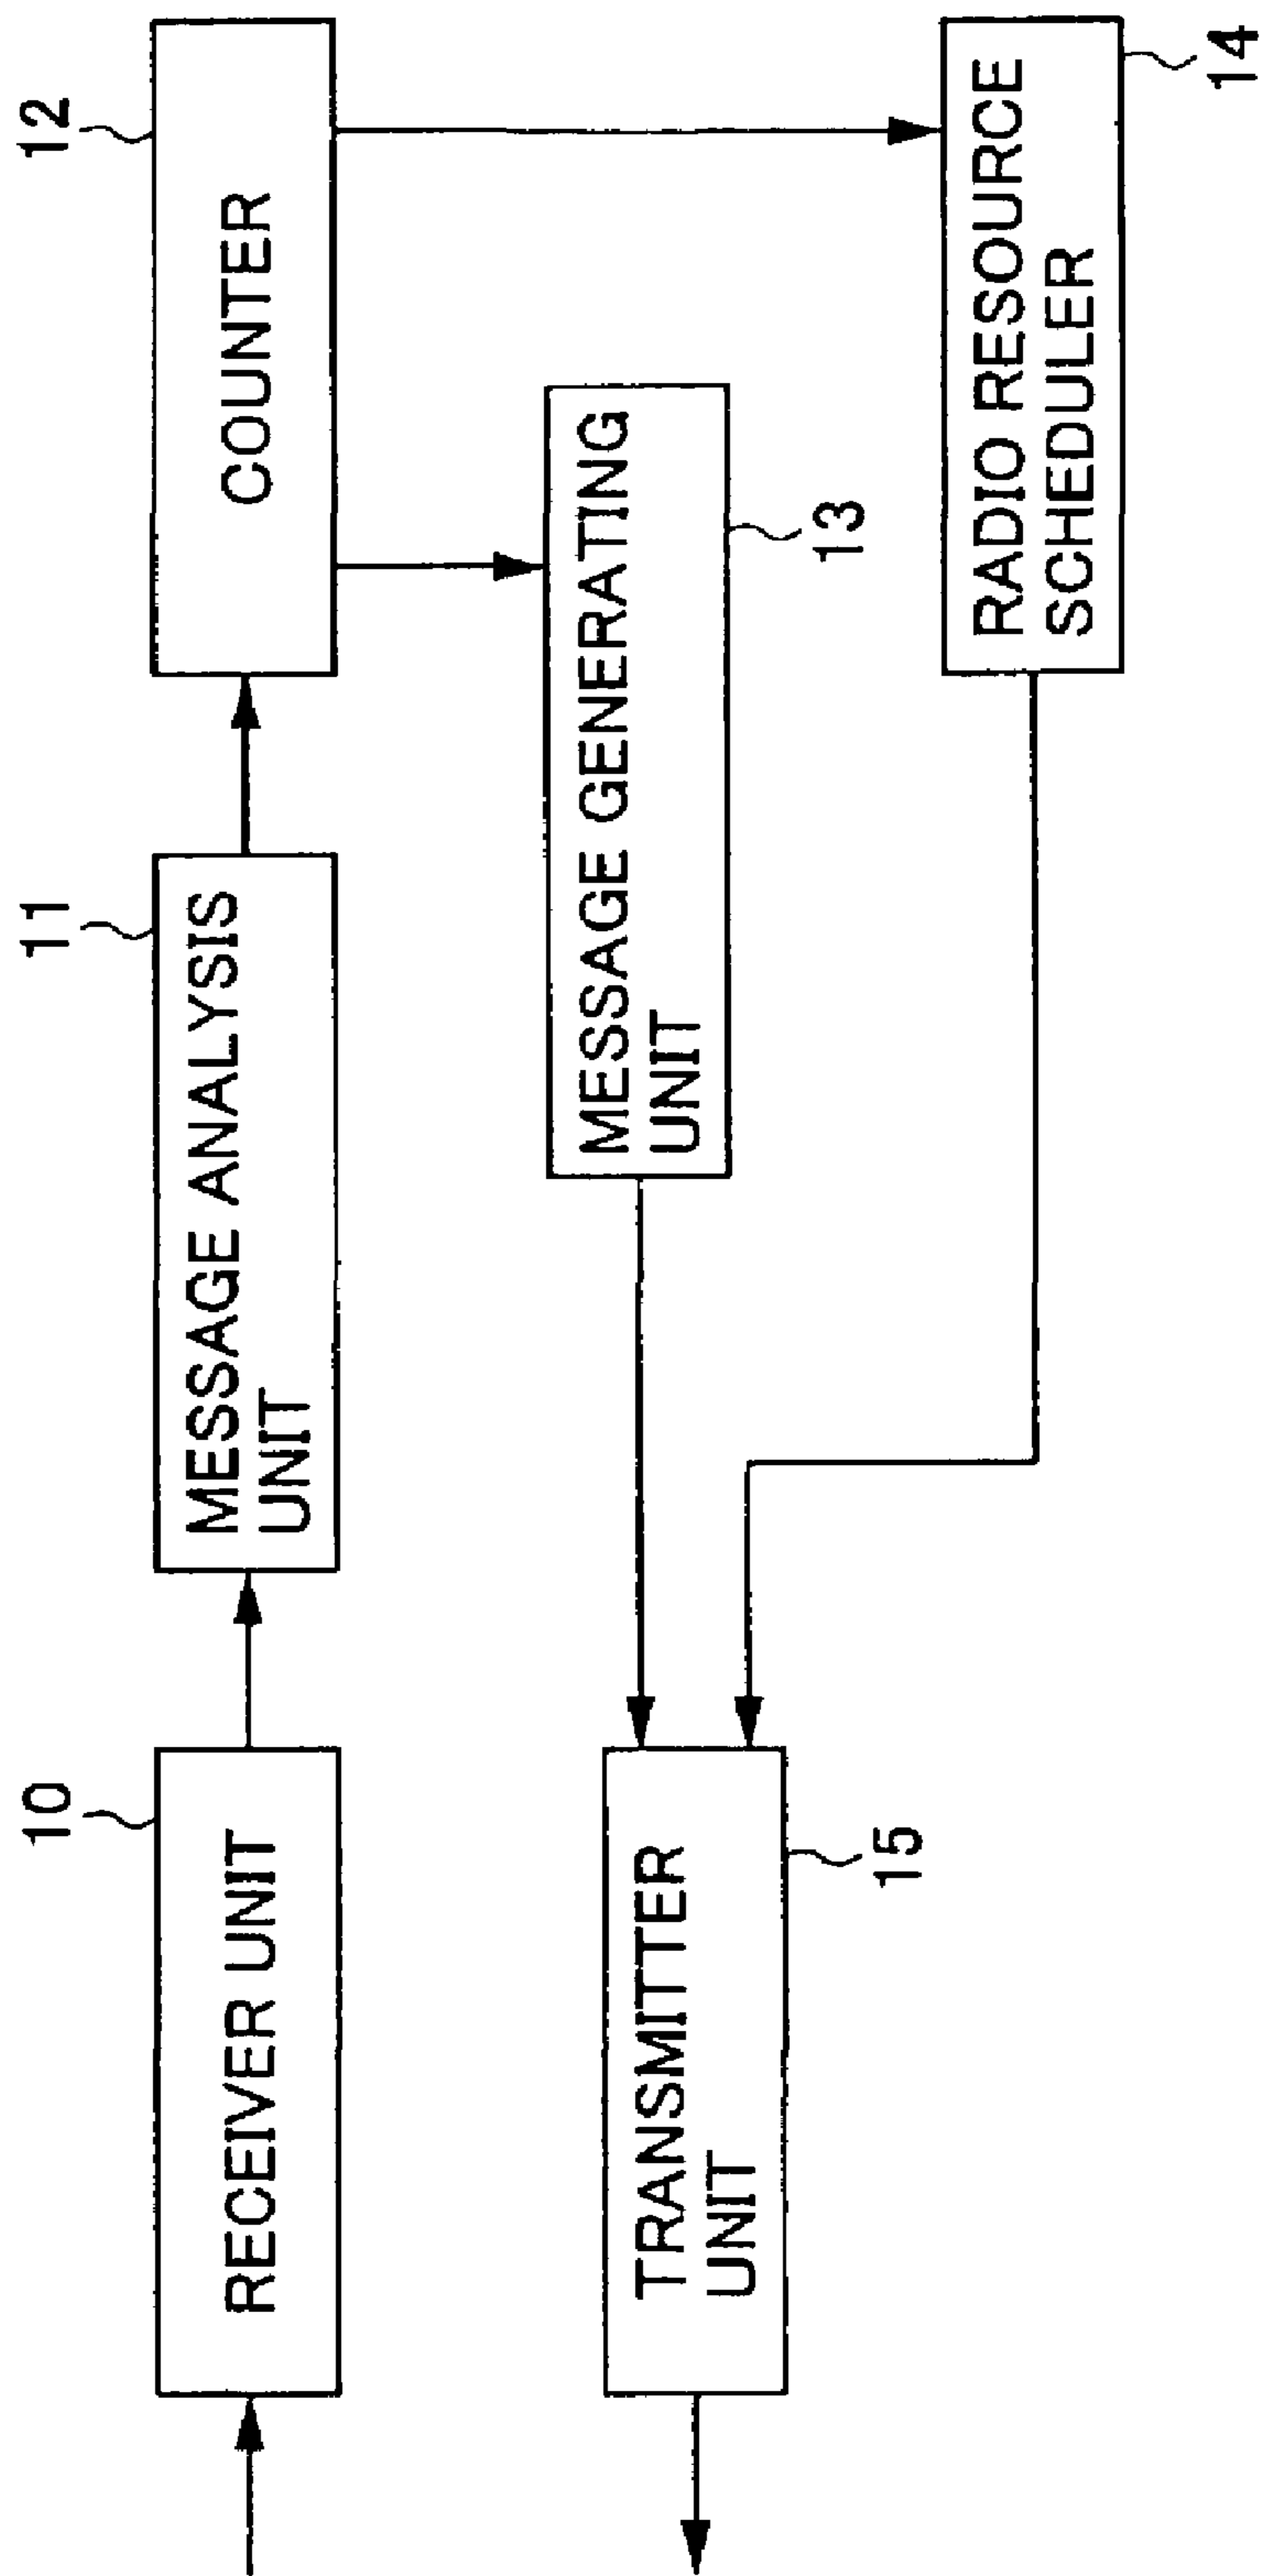 10
RECEIVER UNIT
11
MESSAGE ANALYSIS
UNIT
12
COUNTER
MESSAGE GENERATING
UNIT
13
RADIO RESOURCE
SCHEDULER
14
TRANSMITTER
UNIT
15